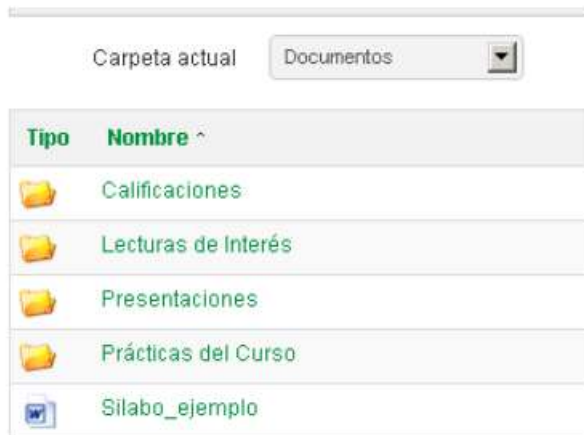 Carpeta actual Documentos
Tipo Nombre ^
Calificaciones
Lecturas de Interés
Presentaciones
Prácticas del Curso
Silabo_ejemplo